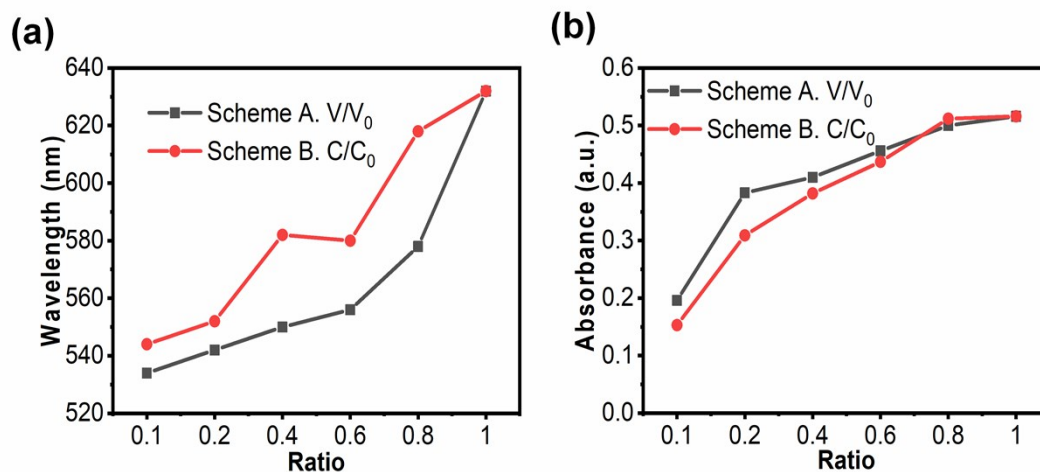 (a)
640
620
600
580
560
540
520
Wavelength (nm)
Scheme A. V/V₀
Scheme B. C/C₀
0.1 0.2 0.4 0.6 0.8 1
Ratio
(b)
0.6
0.5
0.4
0.3
0.2
0.1
0.0
Absorbance (a.u.)
Scheme A. V/V₀
Scheme B. C/C₀
0.1 0.2 0.4 0.6 0.8 1
Ratio